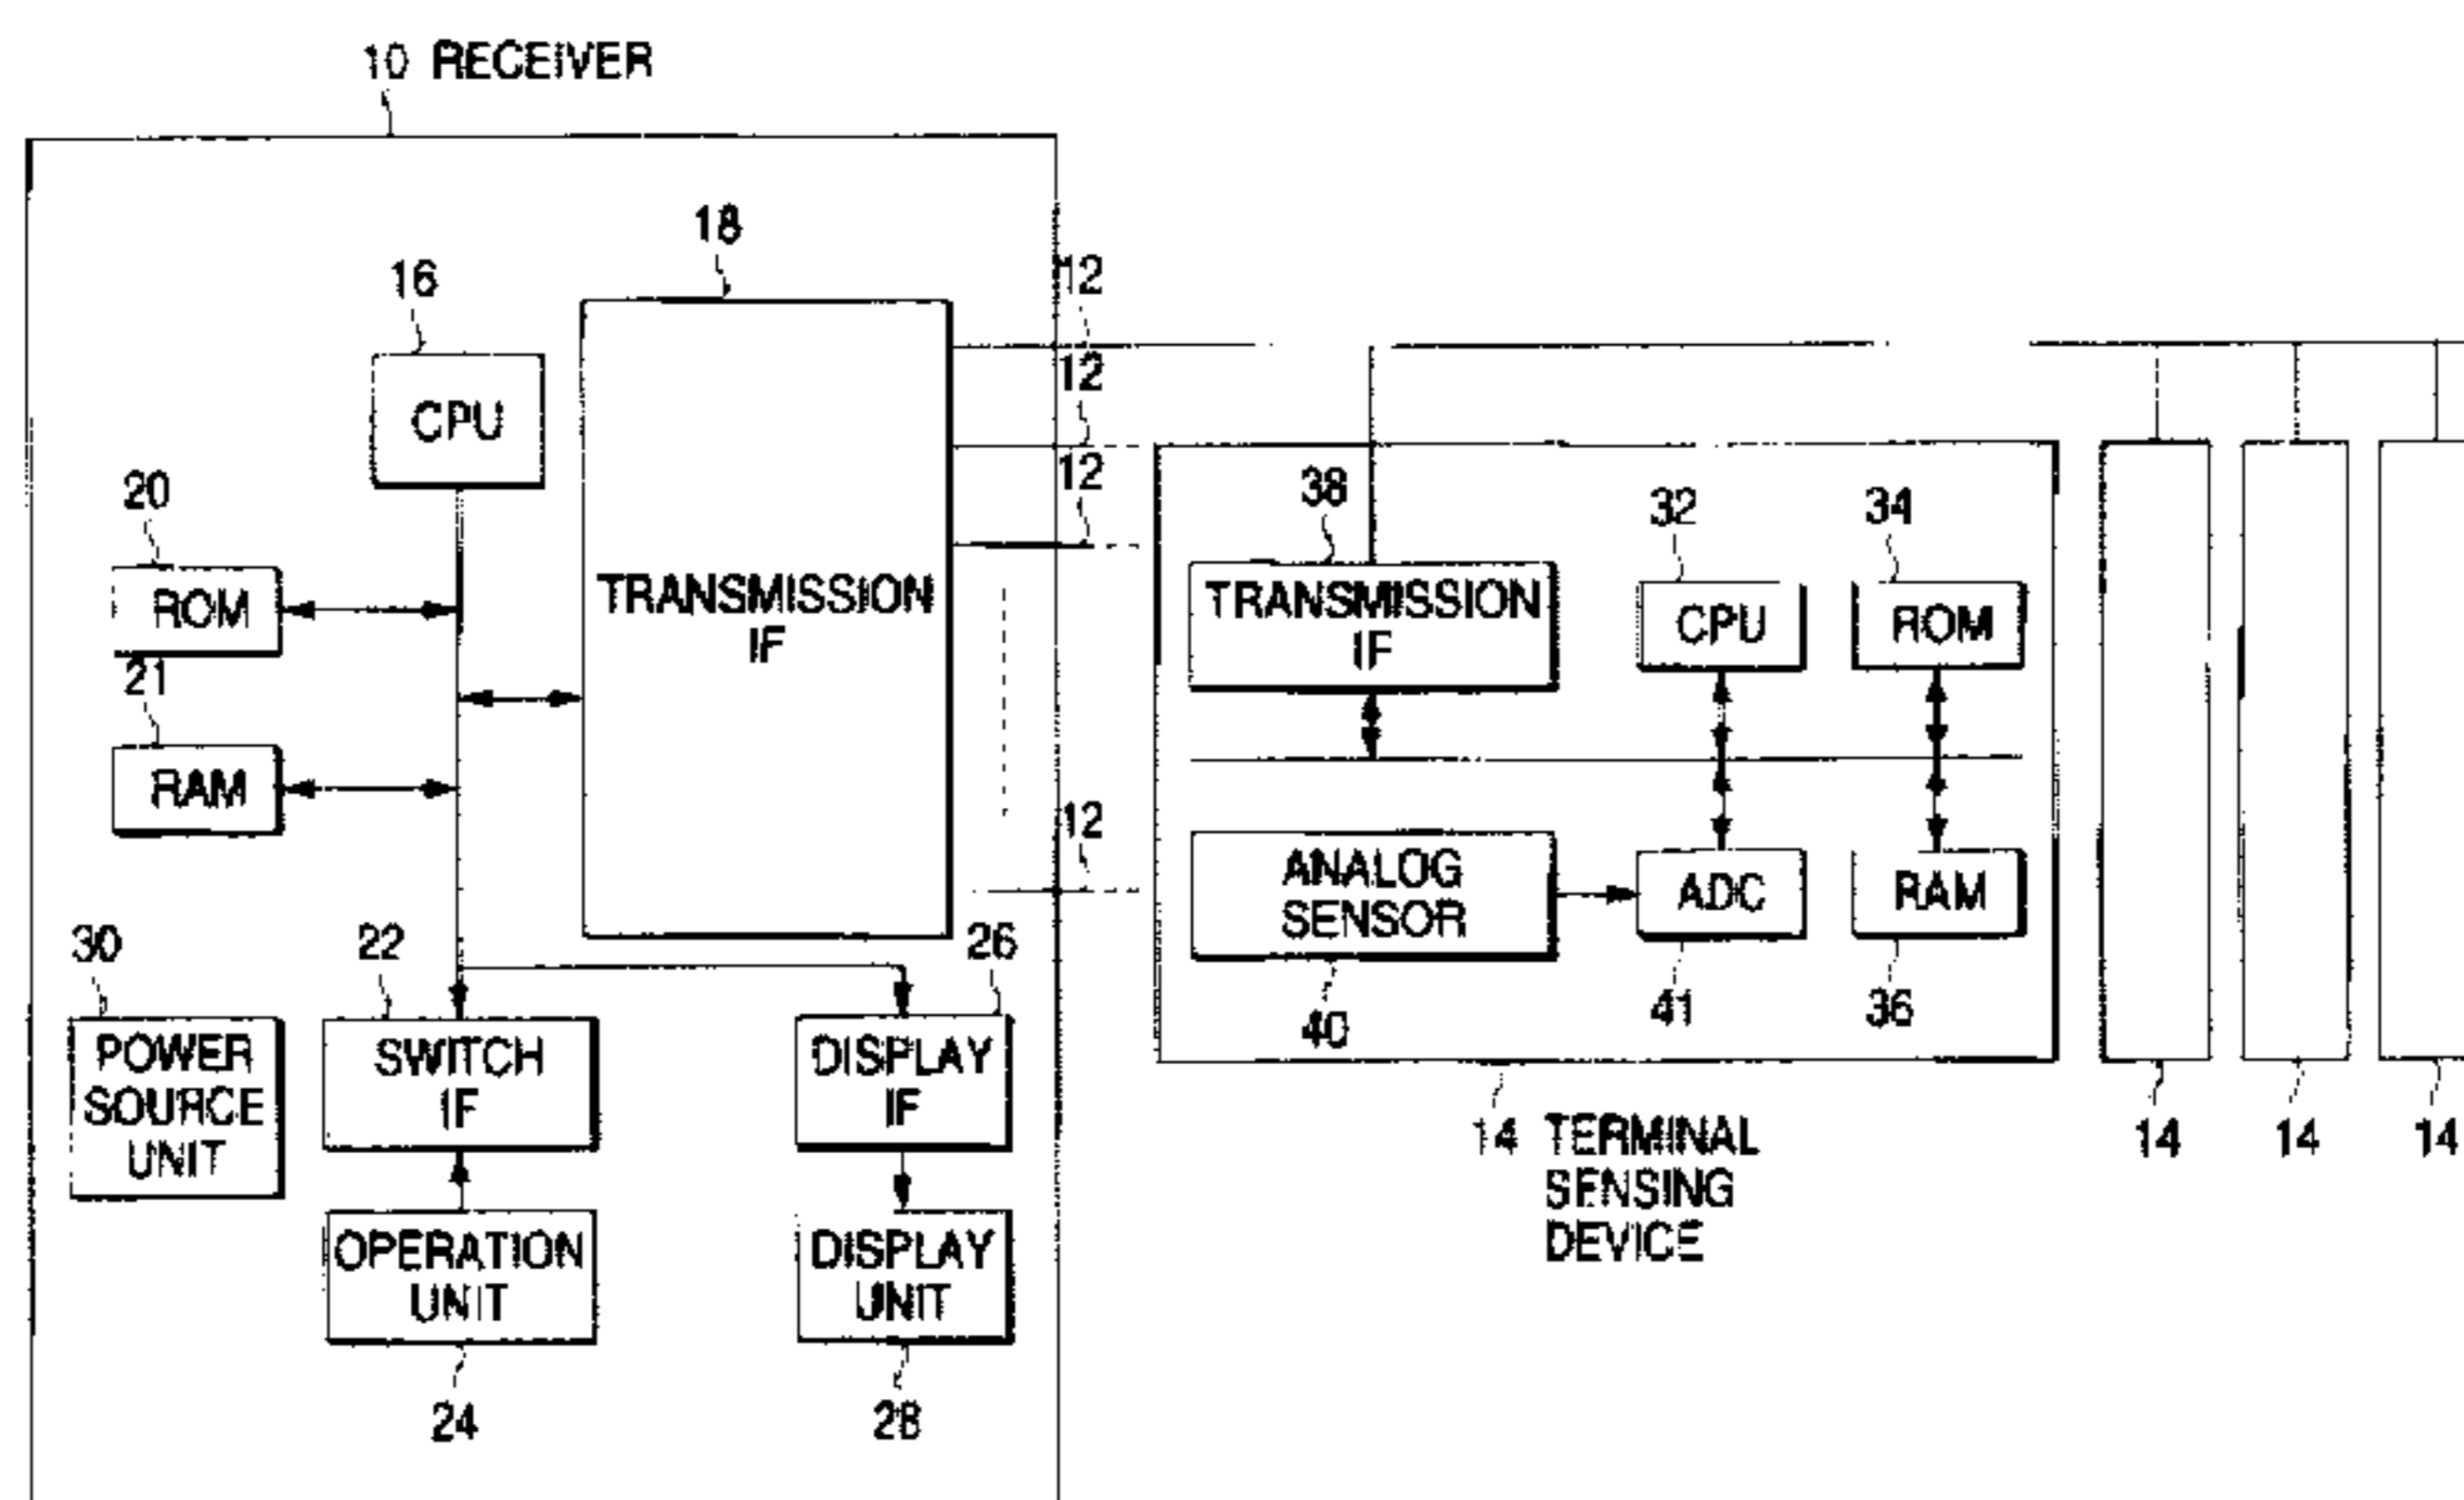 10 RECEIVER
18
16
12
CPU
12
12
20
ROM
TRANSMISSION
IF
21
RAM
12
30
22
26
POWER
SOURCE
UNIT
SWITCH
IF
DISPLAY
IF
OPERATION
UNIT
DISPLAY
UNIT
24
28
38
32
34
TRANSMISSION
IF
CPU
ROM
ANALOG
SENSOR
ADC
RAM
40
41
36
14 TERMINAL
SENSING
DEVICE
14
14
14